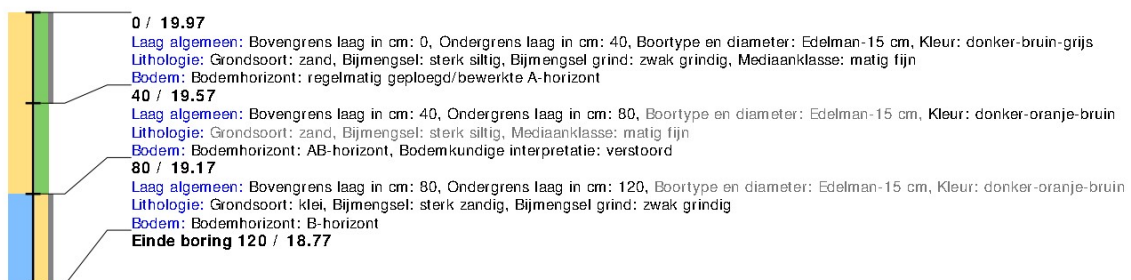 0 / 19.97
Laag algemeen: Bovengrens laag in cm: 0, Ondergrens laag in cm: 40, Boortype en diameter: Edelman-15 cm, Kleur: donker-bruin-grijs
Lithologie: Grondsoort: zand, Bijmengsel: sterk siltig, Bijmengsel grind: zwak grindig, Mediaanklasse: matig fijn
Bodem: Bodemhorizont: regelmatig geploegd/bewerkte A-horizont
40 / 19.57
Laag algemeen: Bovengrens laag in cm: 40, Ondergrens laag in cm: 80, Boortype en diameter: Edelman-15 cm, Kleur: donker-oranje-bruin
Lithologie: Grondsoort: zand, Bijmengsel: sterk siltig, Mediaanklasse: matig fijn
Bodem: Bodemhorizont: AB-horizont, Bodemkundige interpretatie: verstoord
80 / 19.17
Laag algemeen: Bovengrens laag in cm: 80, Ondergrens laag in cm: 120, Boortype en diameter: Edelman-15 cm, Kleur: donker-oranje-bruin
Lithologie: Grondsoort: klei, Bijmengsel: sterk zandig, Bijmengsel grind: zwak grindig
Bodem: Bodemhorizont: B-horizont
Einde boring 120 / 18.77